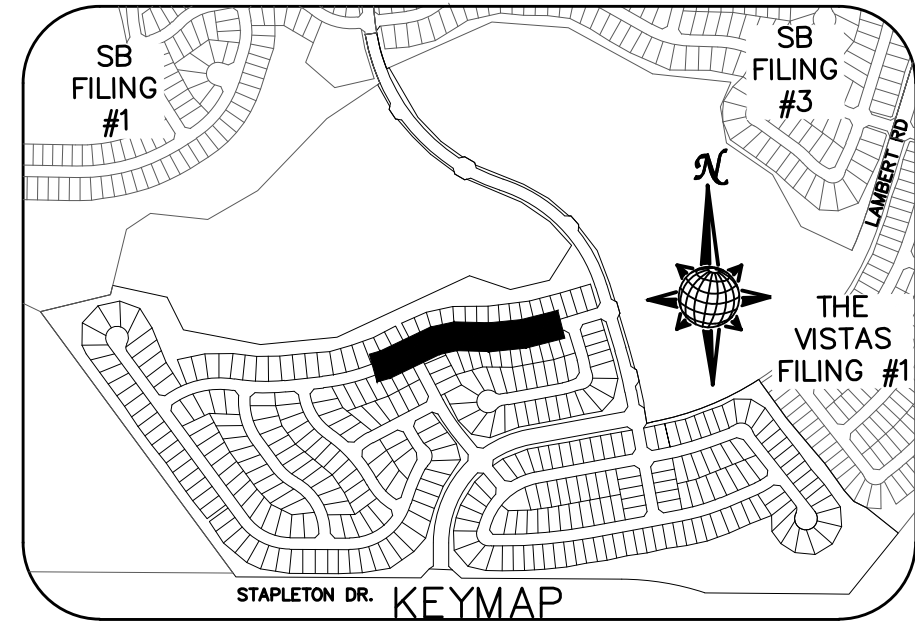 SB
FILING
#1
SB
FILING
#3
LAMBERT RD
N
THE
VISTAS
FILING #1
STAPLETON DR.
KEYMAP